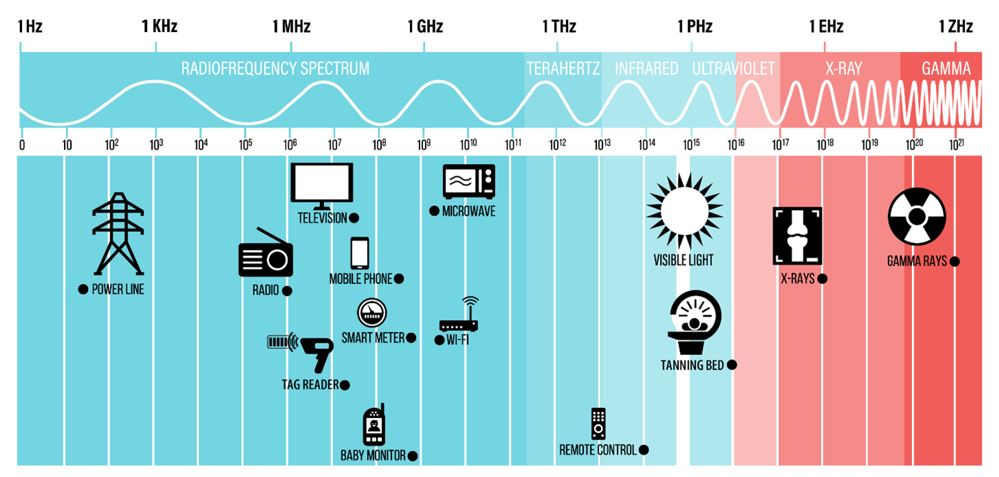 1 Hz 1 KHz 1 MHz 1 GHz 1 THz 1 PHz 1 EHz 1 ZHz
RADIOFREQUENCY SPECTRUM TERAHERTZ INFRARED ULTRAVIOLET X-RAY GAMMA
0 10 10² 10³ 10⁴ 10⁵ 10⁶ 10⁷ 10⁸ 10⁹ 10¹⁰ 10¹¹ 10¹² 10¹³ 10¹⁴ 10¹⁵ 10¹⁶ 10¹⁷ 10¹⁸ 10¹⁹ 10²⁰ 10²¹
TELEVISION
MICROWAVE
VISIBLE LIGHT
GAMMA RAYS
MOBILE PHONE
X-RAYS
POWER LINE
RADIO
SMART METER
WI-FI
TANNING BED
TAG READER
REMOTE CONTROL
BABY MONITOR